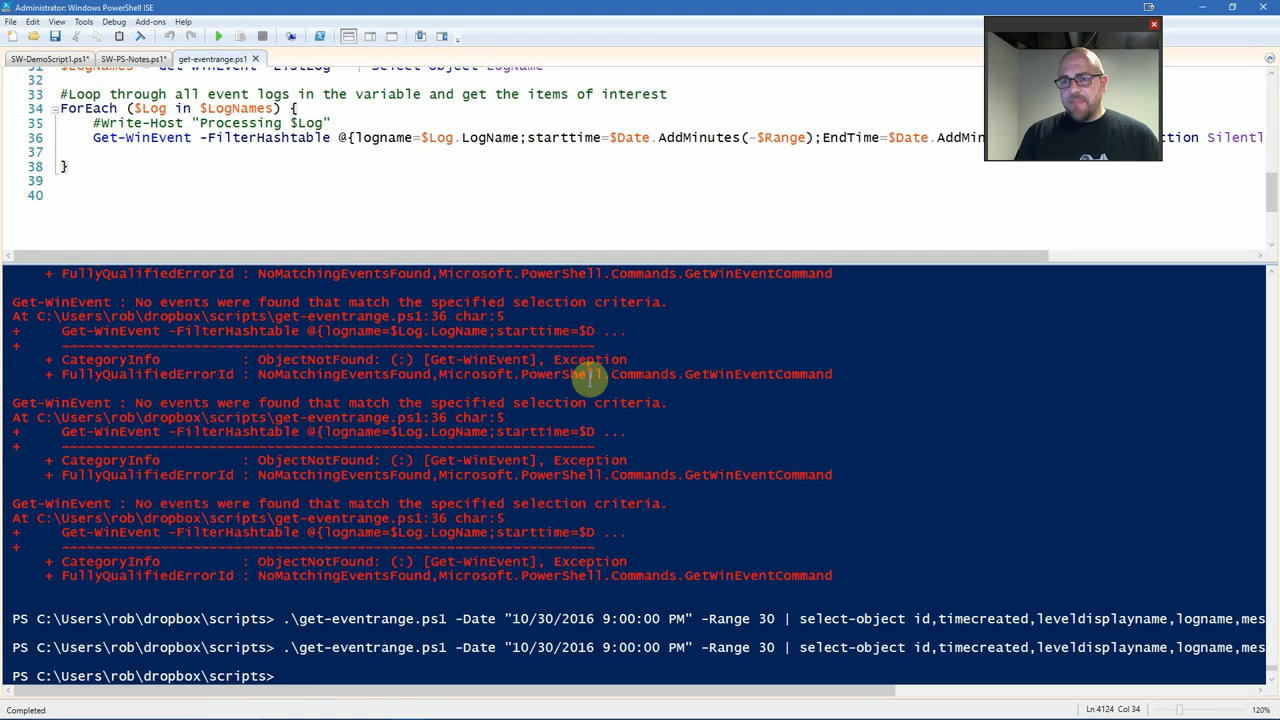 Administrator: Windows PowerShell ISE
File Edit View Tools Debug Add-ons Help
SW-DemoScript1.ps1* SW-PS-Notes.ps1* get-eventrange.ps1
31 $LogNames = Get-WinEvent -ListLog * | Select-Object LogName
32
33 #Loop through all event logs in the variable and get the items of interest
34 ForEach ($Log in $LogNames) {
35 #Write-Host "Processing $Log"
36 Get-WinEvent -FilterHashtable @{logname=$Log.LogName;starttime=$Date.AddMinutes(-$Range);EndTime=$Date.AddMin ction Silentl
37
38 }
39
40
+ FullyQualifiedErrorId : NoMatchingEventsFound,Microsoft.PowerShell.Commands.GetWinEventCommand
Get-WinEvent : No events were found that match the specified selection criteria.
At C:\Users\rob\dropbox\scripts\get-eventrange.ps1:36 char:5
+ Get-WinEvent -FilterHashtable @{logname=$Log.LogName;starttime=$D ...
+ ~~~~~~~~~~~~~~~~~~~~~~~~~~~~~~~~~~~~~~~~~~~~~~~~~~~~~~~~~~~~~~~~~
+ CategoryInfo : ObjectNotFound: (:) [Get-WinEvent], Exception
+ FullyQualifiedErrorId : NoMatchingEventsFound,Microsoft.PowerShell.Commands.GetWinEventCommand
Get-WinEvent : No events were found that match the specified selection criteria.
At C:\Users\rob\dropbox\scripts\get-eventrange.ps1:36 char:5
+ Get-WinEvent -FilterHashtable @{logname=$Log.LogName;starttime=$D ...
+ ~~~~~~~~~~~~~~~~~~~~~~~~~~~~~~~~~~~~~~~~~~~~~~~~~~~~~~~~~~~~~~~~~
+ CategoryInfo : ObjectNotFound: (:) [Get-WinEvent], Exception
+ FullyQualifiedErrorId : NoMatchingEventsFound,Microsoft.PowerShell.Commands.GetWinEventCommand
Get-WinEvent : No events were found that match the specified selection criteria.
At C:\Users\rob\dropbox\scripts\get-eventrange.ps1:36 char:5
+ Get-WinEvent -FilterHashtable @{logname=$Log.LogName;starttime=$D ...
+ ~~~~~~~~~~~~~~~~~~~~~~~~~~~~~~~~~~~~~~~~~~~~~~~~~~~~~~~~~~~~~~~~~
+ CategoryInfo : ObjectNotFound: (:) [Get-WinEvent], Exception
+ FullyQualifiedErrorId : NoMatchingEventsFound,Microsoft.PowerShell.Commands.GetWinEventCommand
PS C:\Users\rob\dropbox\scripts> .\get-eventrange.ps1 -Date "10/30/2016 9:00:00 PM" -Range 30 | select-object id,timecreated,leveldisplayname,logname,mes
PS C:\Users\rob\dropbox\scripts> .\get-eventrange.ps1 -Date "10/30/2016 9:00:00 PM" -Range 30 | select-object id,timecreated,leveldisplayname,logname,mes
PS C:\Users\rob\dropbox\scripts>
Completed Ln 4124 Col 34 120%